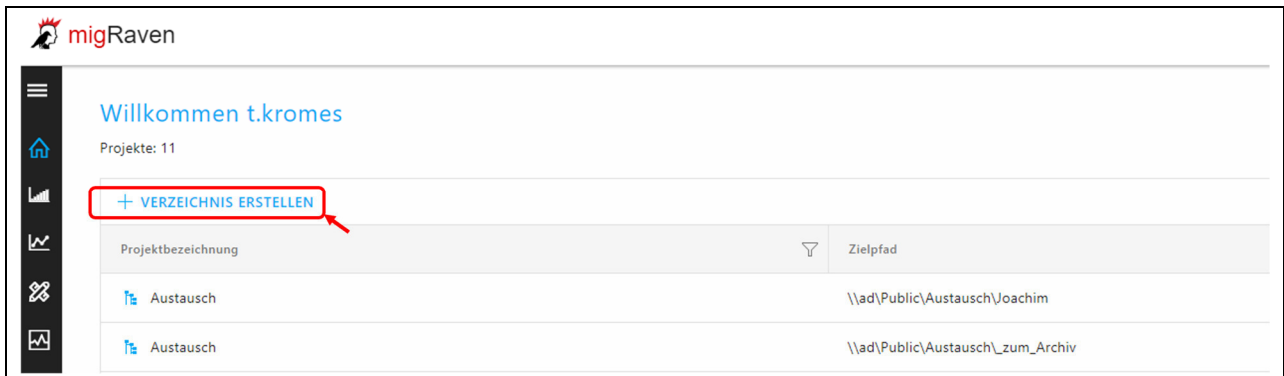 migRaven
Willkommen t.kromes
Projekte: 11
+ VERZEICHNIS ERSTELLEN
Projektbezeichnung Zielpfad
Austausch \\ad\Public\Austausch\Joachim
Austausch \\ad\Public\Austausch\_zum_Archiv